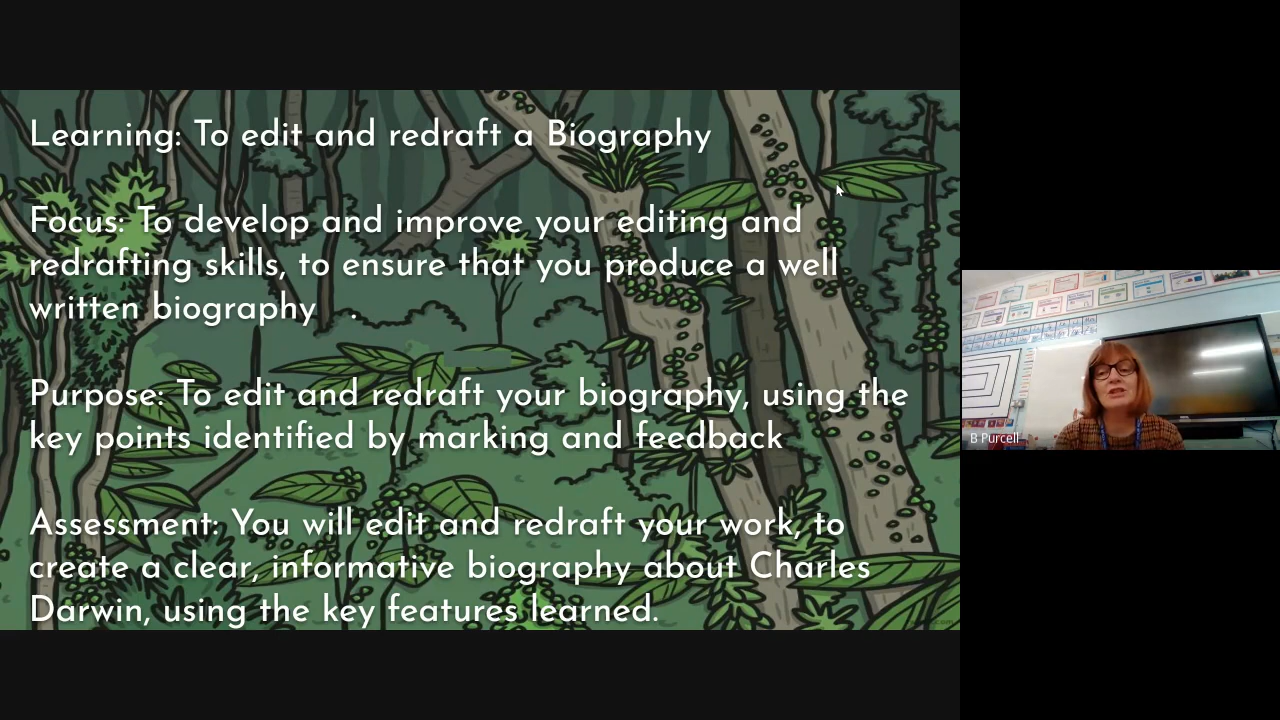 Learning: To edit and redraft a Biography
Focus: To develop and improve your editing and
redrafting skills, to ensure that you produce a well
written biography .
Purpose: To edit and redraft your biography, using the
key points identified by marking and feedback
Assessment: You will edit and redraft your work, to
create a clear, informative biography about Charles
Darwin, using the key features learned.
B Purcell